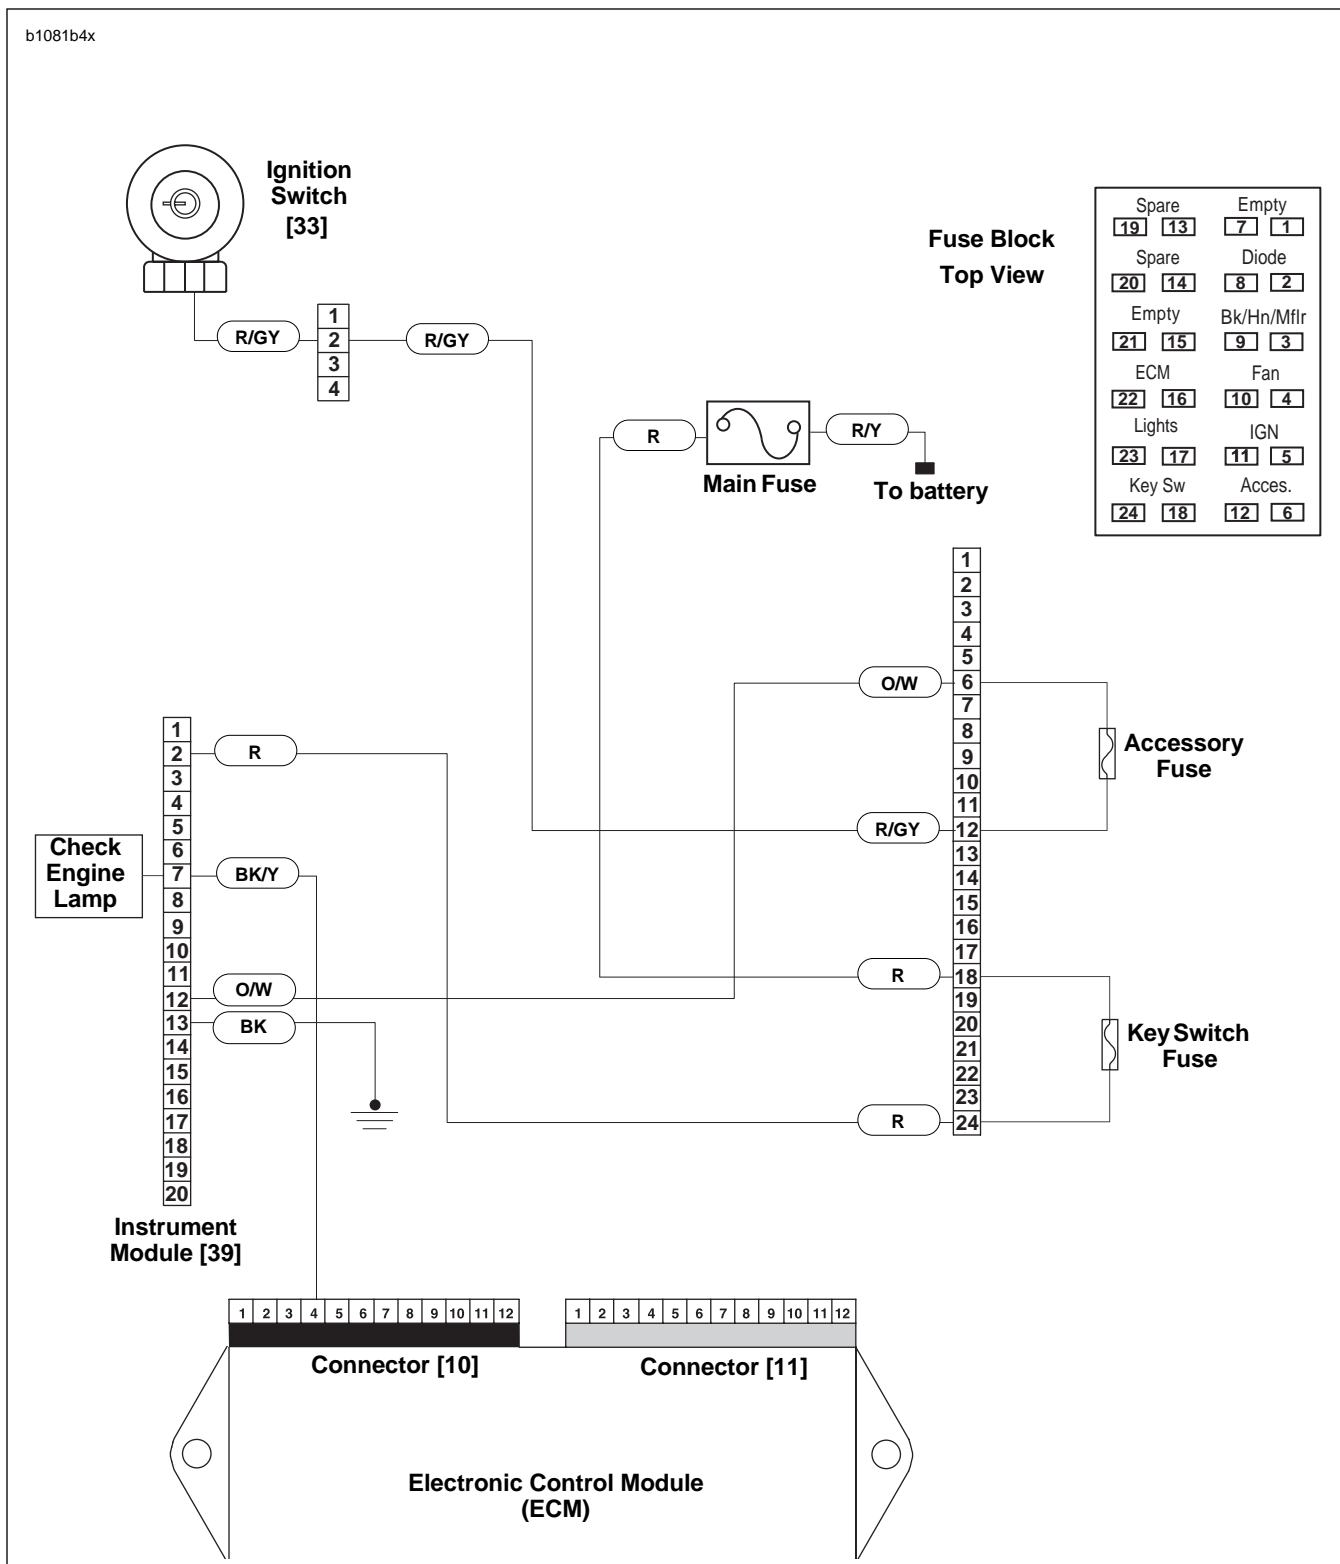 b1081b4x
Ignition
Switch
[33]
R/GY
1
2
3
4
R/GY
Fuse Block
Top View
Spare Empty
19 13 7 1
Spare Diode
20 14 8 2
Empty Bk/Hn/Mflr
21 15 9 3
ECM Fan
22 16 10 4
Lights IGN
23 17 11 5
Key Sw Acces.
24 18 12 6
R
R/Y
Main Fuse
To battery
1
2
3
4
5
6
7
8
9
10
11
12
13
14
15
16
17
18
19
20
21
22
23
24
O/W
R/GY
R
R
Accessory
Fuse
Key Switch
Fuse
Check
Engine
Lamp
1
2
3
4
5
6
7
8
9
10
11
12
13
14
15
16
17
18
19
20
R
BK/Y
O/W
BK
Instrument
Module [39]
1 2 3 4 5 6 7 8 9 10 11 12
1 2 3 4 5 6 7 8 9 10 11 12
Connector [10]
Connector [11]
Electronic Control Module
(ECM)